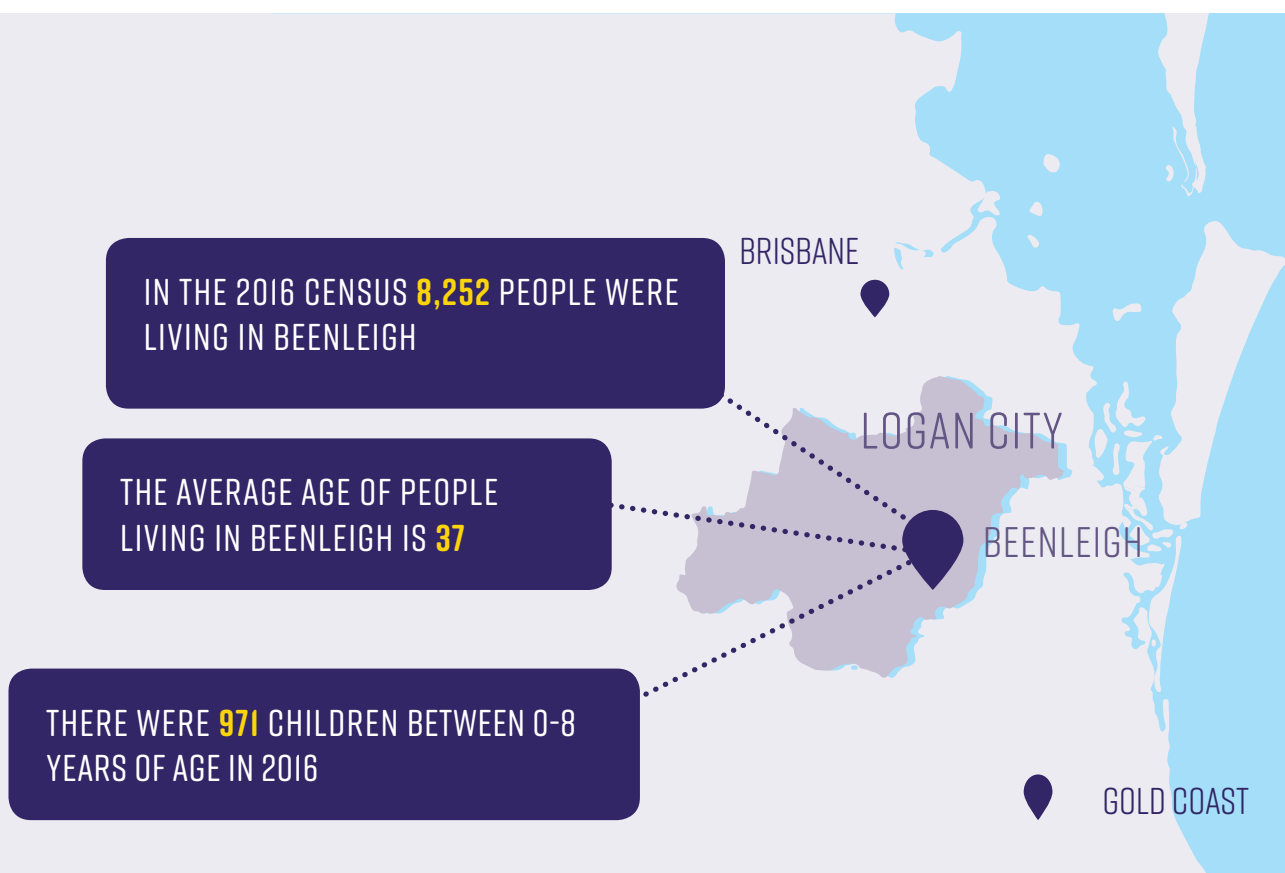 BRISBANE
IN THE 2016 CENSUS 8,252 PEOPLE WERE
LIVING IN BEENLEIGH
LOGAN CITY
THE AVERAGE AGE OF PEOPLE
LIVING IN BEENLEIGH IS 37
BEENLEIGH
THERE WERE 971 CHILDREN BETWEEN 0-8
YEARS OF AGE IN 2016
GOLD COAST